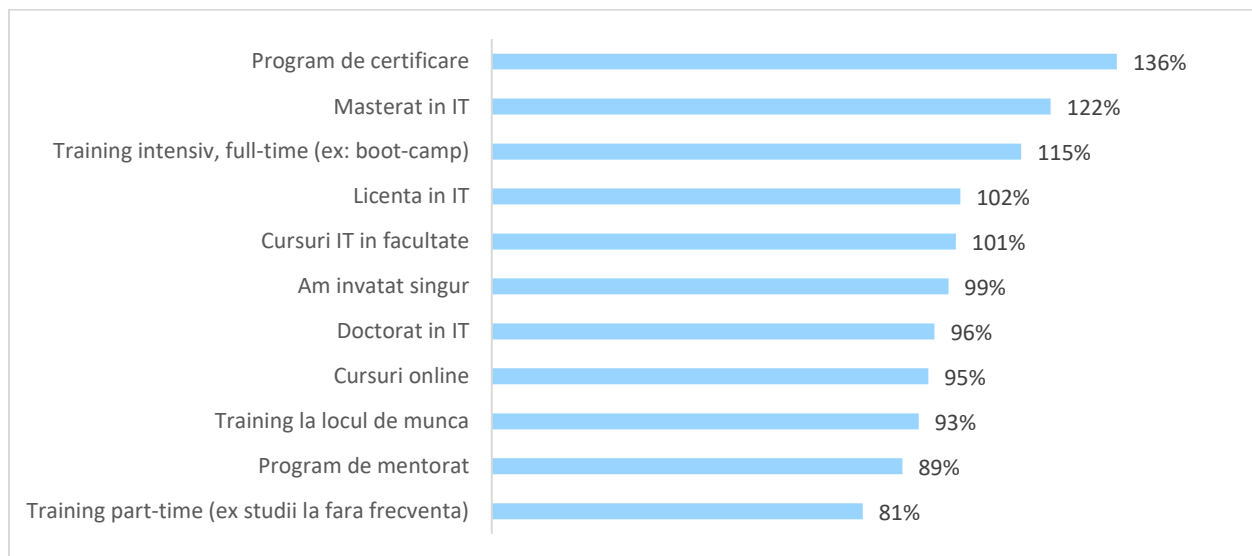 Program de certificare 136%
Masterat in IT 122%
Training intensiv, full-time (ex: boot-camp) 115%
Licenta in IT 102%
Cursuri IT in facultate 101%
Am invatat singur 99%
Doctorat in IT 96%
Cursuri online 95%
Training la locul de munca 93%
Program de mentorat 89%
Training part-time (ex studii la fara frecventa) 81%